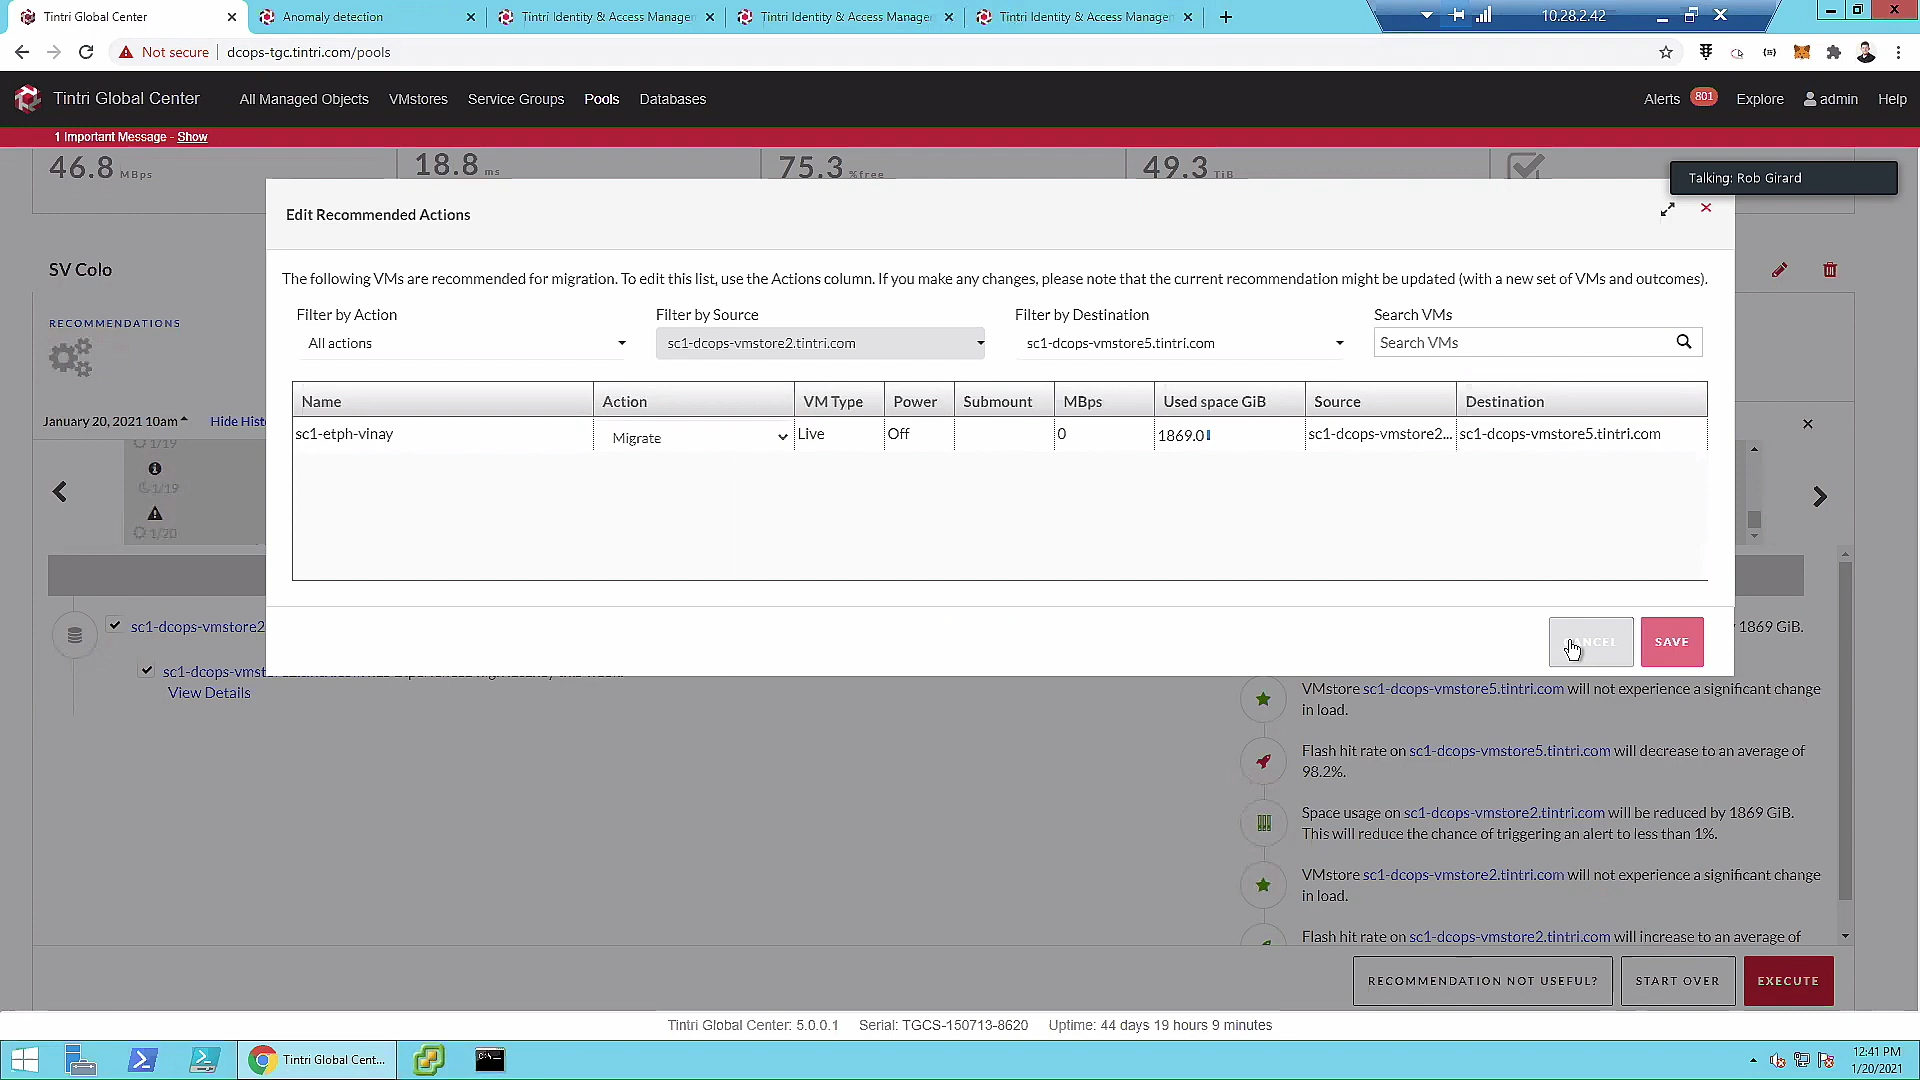 Tintri Global Center
Anomaly detection
Tintri Identity & Access Manager
Tintri Identity & Access Manager
Tintri Identity & Access Manager
10.28.2.42
Not secure
dcops-tgc.tintri.com/pools
Tintri Global Center
All Managed Objects
VMstores
Service Groups
Pools
Databases
Alerts
801
Explore
admin
Help
1 Important Message - Show
46.8 MBps
18.8 ms
75.3 %free
49.3 TiB
Talking: Rob Girard
Edit Recommended Actions
SV Colo
The following VMs are recommended for migration. To edit this list, use the Actions column. If you make any changes, please note that the current recommendation might be updated (with a new set of VMs and outcomes).
Filter by Action
Filter by Source
Filter by Destination
Search VMs
RECOMMENDATIONS
All actions
sc1-dcops-vmstore2.tintri.com
sc1-dcops-vmstore5.tintri.com
Search VMs
Name
Action
VM Type
Power
Submount
MBps
Used space GiB
Source
Destination
January 20, 2021 10am
Hide Hist
sc1-etph-vinay
Migrate
Live
Off
0
1869.0
sc1-dcops-vmstore2...
sc1-dcops-vmstore5.tintri.com
1/19
1/19
1/20
sc1-dcops-vmstore2
1869 GiB.
CANCEL
SAVE
sc1-dcops-vmst
View Details
VMstore sc1-dcops-vmstore5.tintri.com will not experience a significant change
in load.
Flash hit rate on sc1-dcops-vmstore5.tintri.com will decrease to an average of
98.2%.
Space usage on sc1-dcops-vmstore2.tintri.com will be reduced by 1869 GiB.
This will reduce the chance of triggering an alert to less than 1%.
VMstore sc1-dcops-vmstore2.tintri.com will not experience a significant change
in load.
Flash hit rate on sc1-dcops-vmstore2.tintri.com will increase to an average of
RECOMMENDATION NOT USEFUL?
START OVER
EXECUTE
Tintri Global Center: 5.0.0.1
Serial: TGCS-150713-8620
Uptime: 44 days 19 hours 9 minutes
Tintri Global Cent...
12:41 PM
1/20/2021